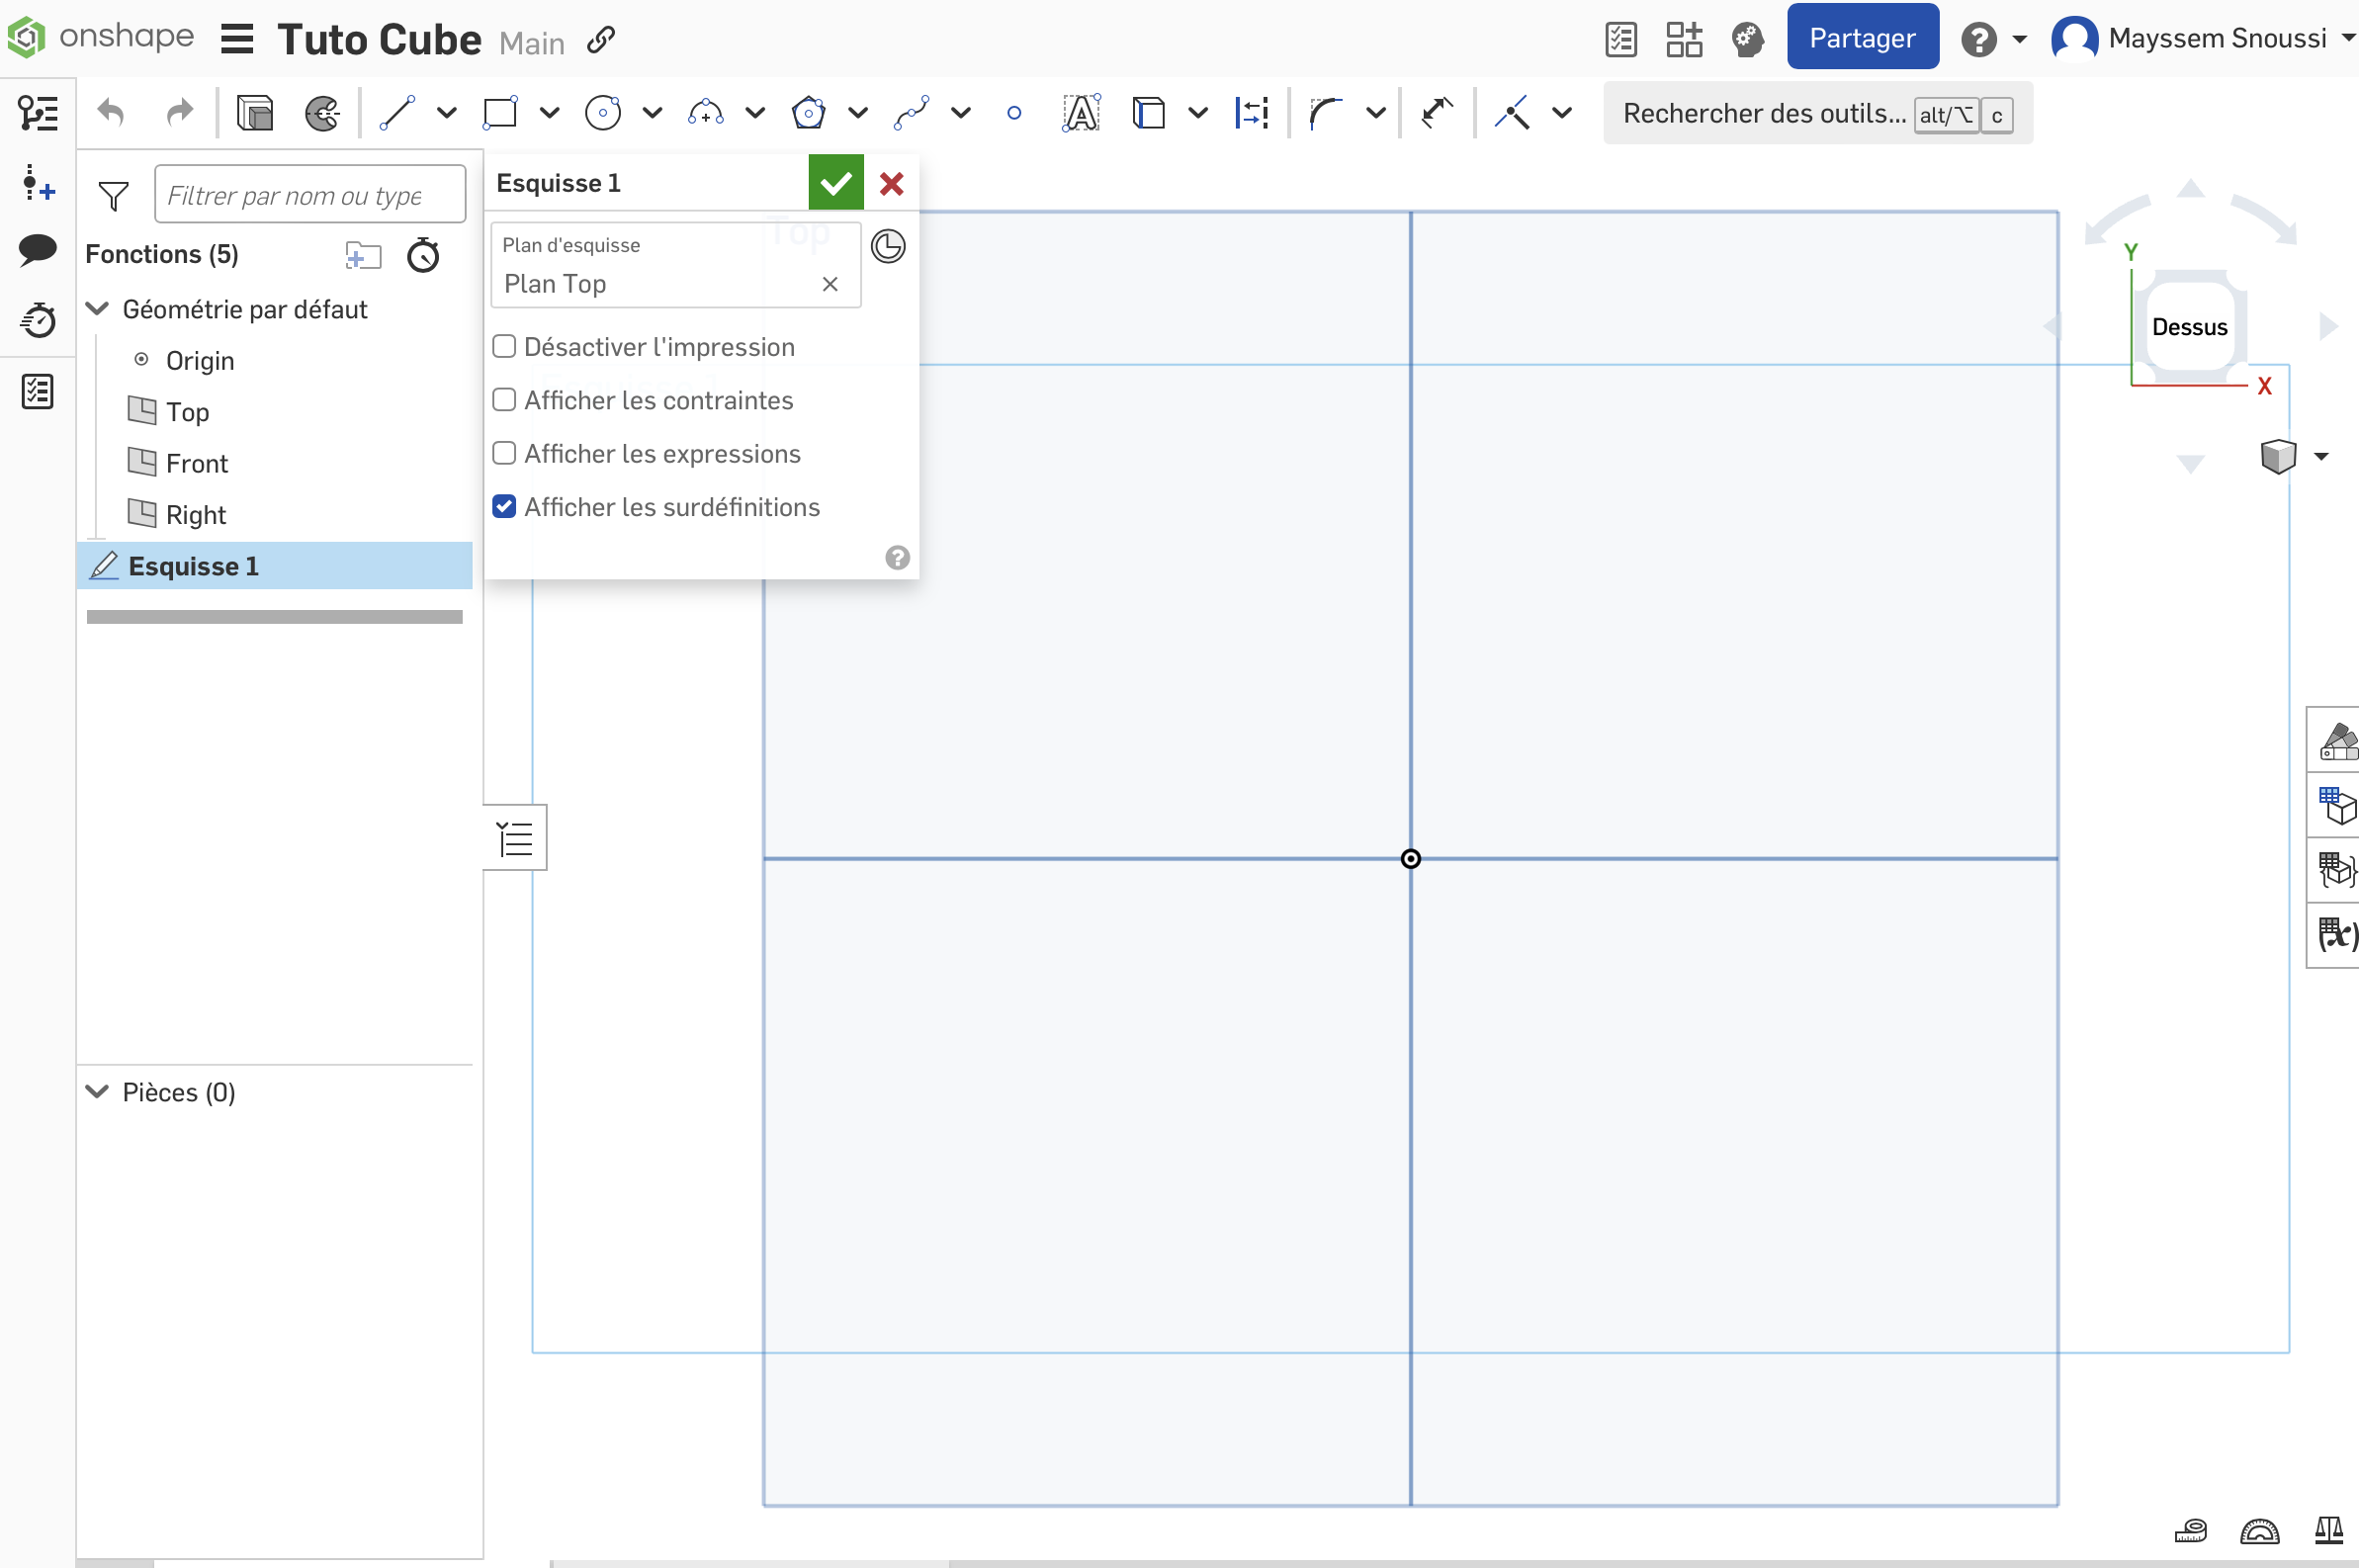 onshape Tuto Cube Main Partager ? Mayssem Snoussi
A Rechercher des outils... alt/⌥ c
Filtrer par nom ou type
Fonctions (5)
Géométrie par défaut
Origin
Top
Front
Right
Esquisse 1
Pièces (0)
Esquisse 1
Top
Plan d'esquisse
Plan Top
Désactiver l'impression
Afficher les contraintes
Afficher les expressions
Afficher les surdéfinitions
?
Y
Dessus
X
(x)